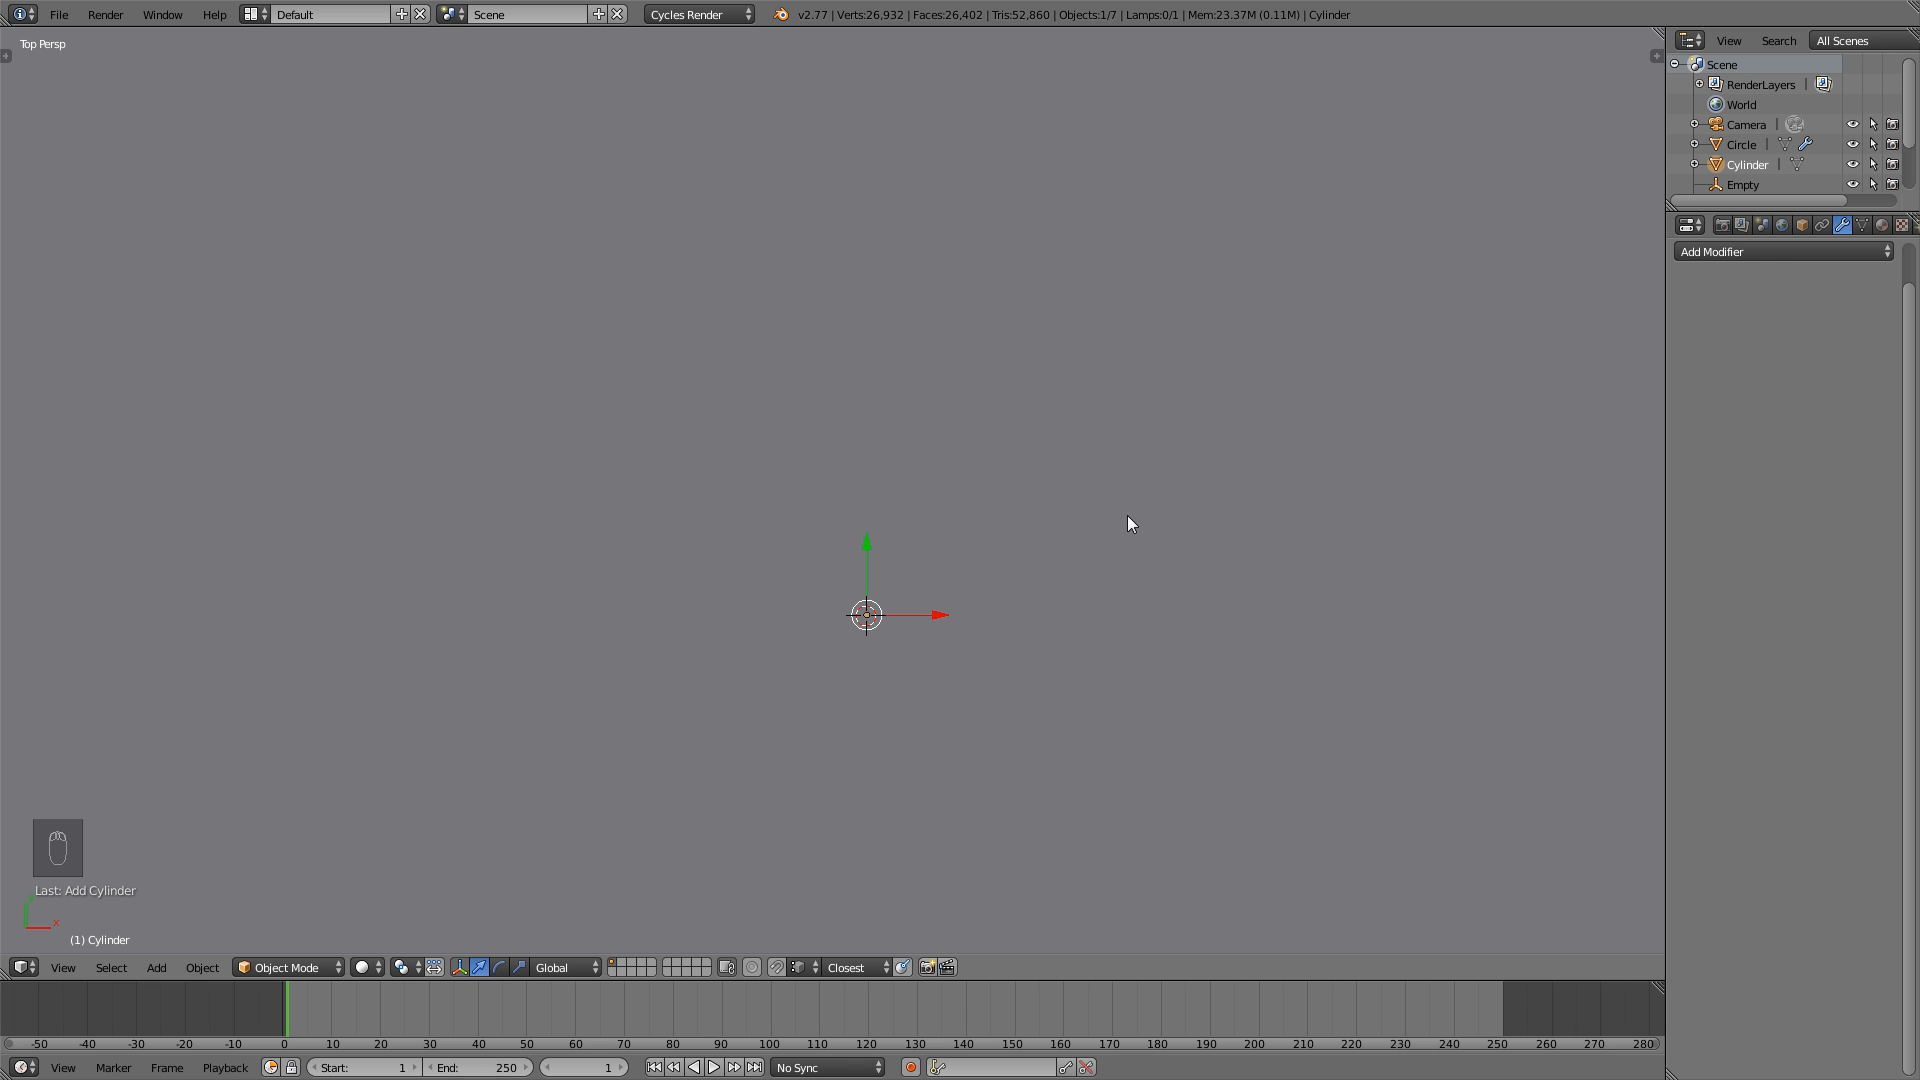 File Render Window Help Default Scene Cycles Render v2.77 | Verts:26,932 | Faces:26,402 | Tris:52,860 | Objects:1/7 | Lamps:0/1 | Mem:23.37M (0.11M) | Cylinder
Top Persp
View Search All Scenes
Scene
RenderLayers |
World
Camera |
Circle |
Cylinder |
Empty
Add Modifier
Last: Add Cylinder
x
(1) Cylinder
View Select Add Object Object Mode Global Closest
-50 -40 -30 -20 -10 0 10 20 30 40 50 60 70 80 90 100 110 120 130 140 150 160 170 180 190 200 210 220 230 240 250 260 270 280
View Marker Frame Playback Start: 1 End: 250 1 No Sync